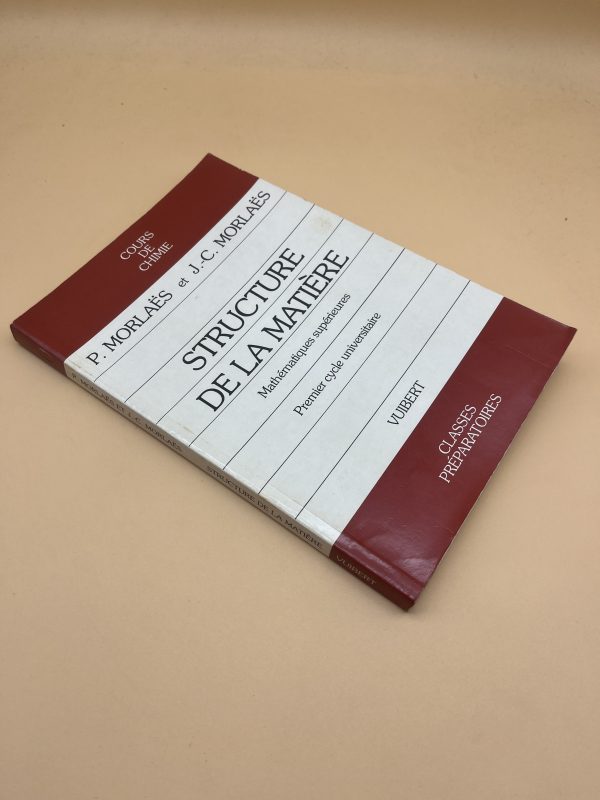 COURS
DE
CHIMIE
P. MORLAËS et J.-C. MORLAËS
STRUCTURE
DE LA MATIÈRE
Mathématiques supérieures
Premier cycle universitaire
VUIBERT
CLASSES
PRÉPARATOIRES
P. MORLAËS ET J.-C. MORLAËS STRUCTURE DE LA MATIÈRE VUIBERT